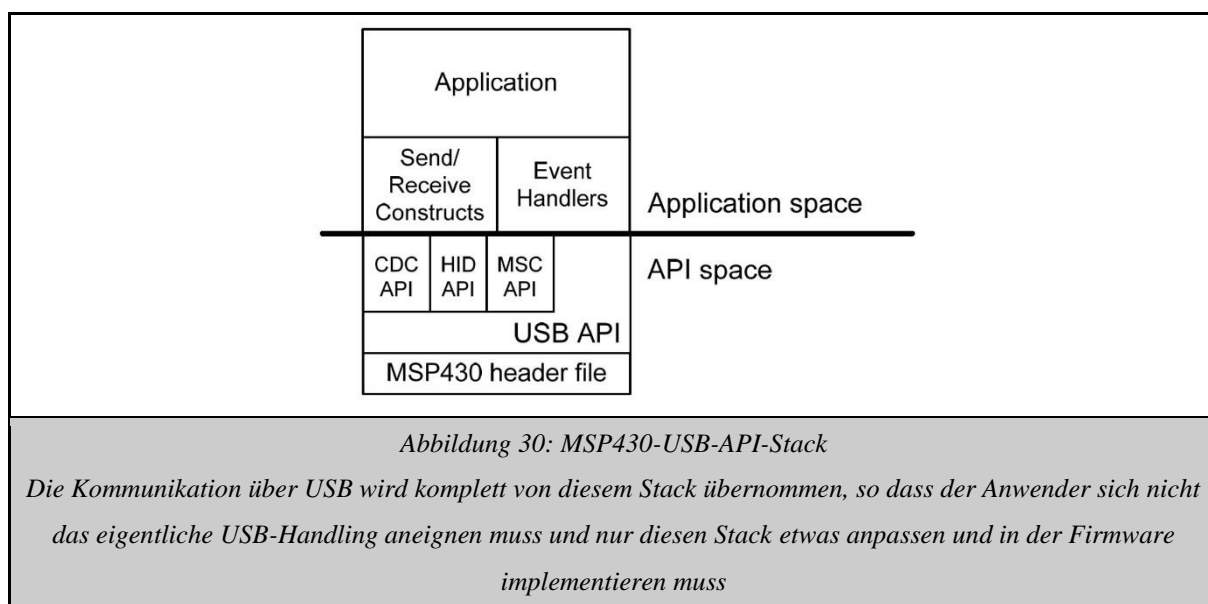 Application
Send/
Receive
Constructs
Event
Handlers
Application space
CDC
API
HID
API
MSC
API
API space
USB API
MSP430 header file
Abbildung 30: MSP430-USB-API-Stack
Die Kommunikation über USB wird komplett von diesem Stack übernommen, so dass der Anwender sich nicht
das eigentliche USB-Handling aneignen muss und nur diesen Stack etwas anpassen und in der Firmware
implementieren muss